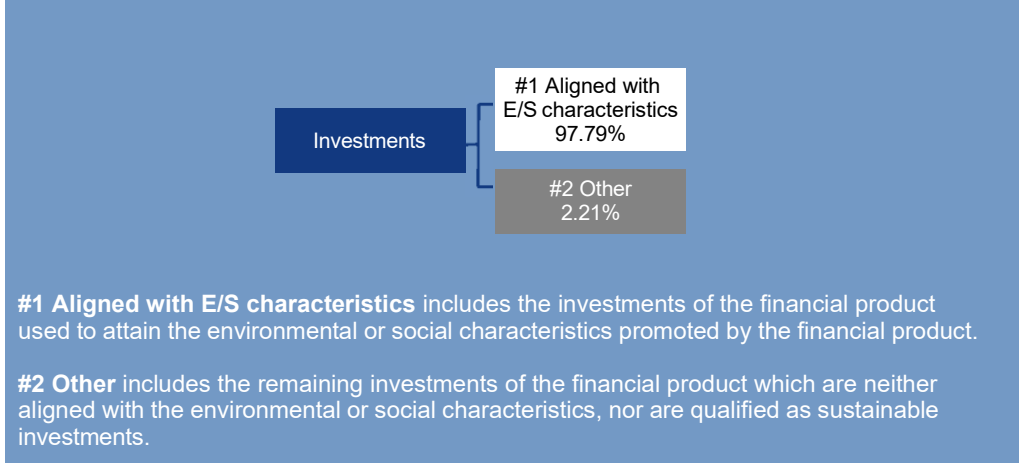 #1 Aligned with
E/S characteristics
97.79%
Investments
#2 Other
2.21%
#1 Aligned with E/S characteristics includes the investments of the financial product
used to attain the environmental or social characteristics promoted by the financial product.
#2 Other includes the remaining investments of the financial product which are neither
aligned with the environmental or social characteristics, nor are qualified as sustainable
investments.